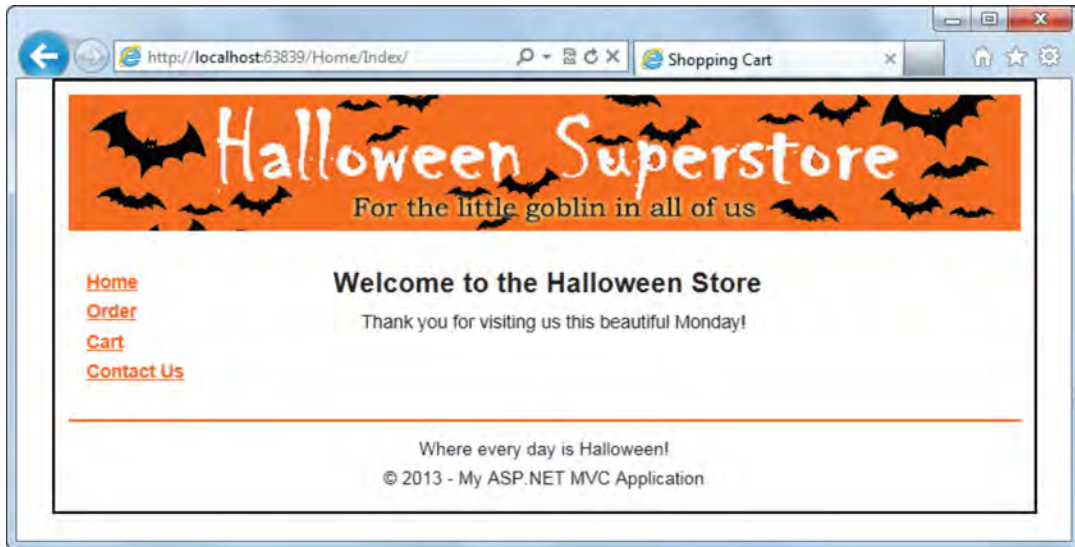 http://localhost:63839/Home/Index/
Shopping Cart
Halloween Superstore
For the little goblin in all of us
Home
Order
Cart
Contact Us
Welcome to the Halloween Store
Thank you for visiting us this beautiful Monday!
Where every day is Halloween!
© 2013 - My ASP.NET MVC Application